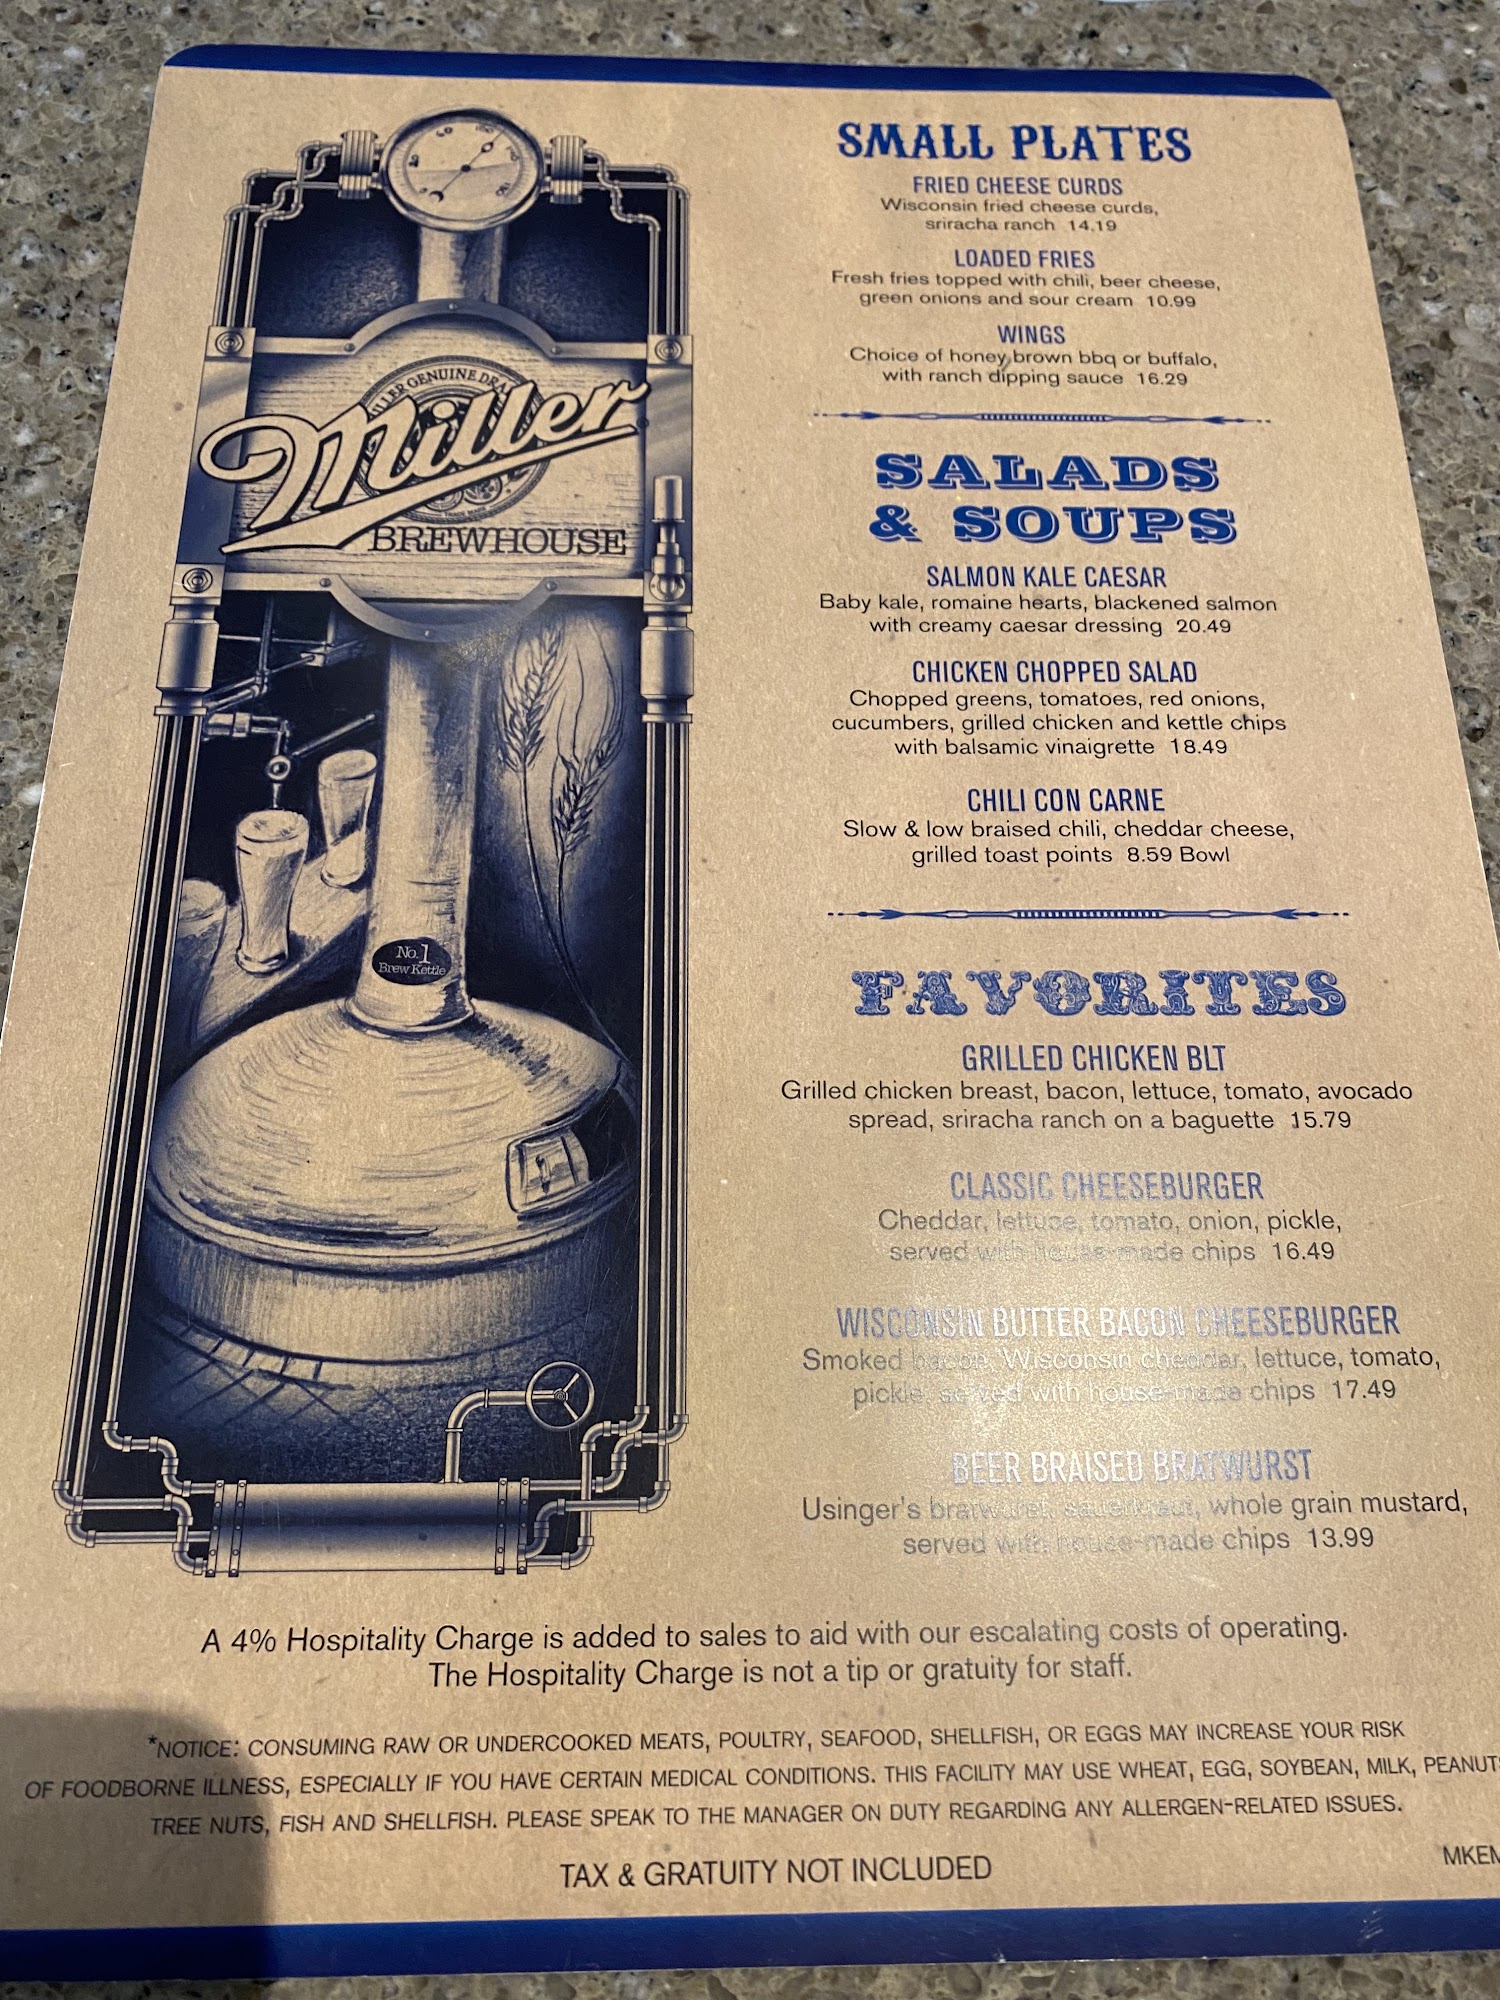 MILLER GENUINE DRA
Miller
BREWHOUSE
No. 1
Brew Kettle
SMALL PLATES
FRIED CHEESE CURDS
Wisconsin fried cheese curds,
sriracha ranch 14.19
LOADED FRIES
Fresh fries topped with chili, beer cheese,
green onions and sour cream 10.99
WINGS
Choice of honey brown bbq or buffalo,
with ranch dipping sauce 16.29
SALADS
& SOUPS
SALMON KALE CAESAR
Baby kale, romaine hearts, blackened salmon
with creamy caesar dressing 20.49
CHICKEN CHOPPED SALAD
Chopped greens, tomatoes, red onions,
cucumbers, grilled chicken and kettle chips
with balsamic vinaigrette 18.49
CHILI CON CARNE
Slow & low braised chili, cheddar cheese,
grilled toast points 8.59 Bowl
FAVORITES
GRILLED CHICKEN BLT
Grilled chicken breast, bacon, lettuce, tomato, avocado
spread, sriracha ranch on a baguette 15.79
CLASSIC CHEESEBURGER
Cheddar, lettuce, tomato, onion, pickle,
served with house-made chips 16.49
WISCONSIN BUTTER BACON CHEESEBURGER
Smoked bacon, Wisconsin cheddar, lettuce, tomato,
pickle, served with house-made chips 17.49
BEER BRAISED BRATWURST
Usinger's bratwurst, sauerkraut, whole grain mustard,
served with house-made chips 13.99
A 4% Hospitality Charge is added to sales to aid with our escalating costs of operating.
The Hospitality Charge is not a tip or gratuity for staff.
*NOTICE: CONSUMING RAW OR UNDERCOOKED MEATS, POULTRY, SEAFOOD, SHELLFISH, OR EGGS MAY INCREASE YOUR RISK
OF FOODBORNE ILLNESS, ESPECIALLY IF YOU HAVE CERTAIN MEDICAL CONDITIONS. THIS FACILITY MAY USE WHEAT, EGG, SOYBEAN, MILK, PEANUTS
TREE NUTS, FISH AND SHELLFISH. PLEASE SPEAK TO THE MANAGER ON DUTY REGARDING ANY ALLERGEN-RELATED ISSUES.
MKEM
TAX & GRATUITY NOT INCLUDED